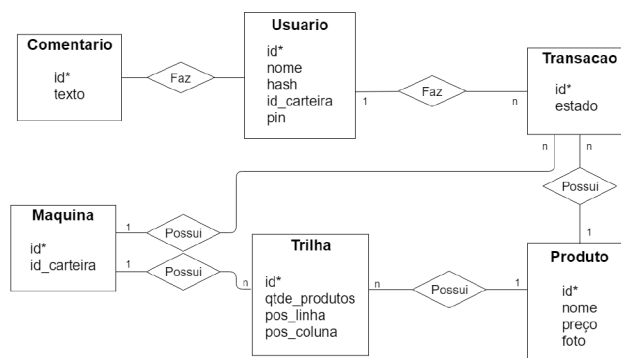 Usuario
id*
nome
hash
id_carteira
pin
Comentario
id*
texto
Faz
1
Faz
n
Transacao
id*
estado
n
n
Possui
1
Maquina
id*
id_carteira
1
Possui
1
Possui
n
Trilha
id*
qtde_produtos
pos_linha
pos_coluna
n
Possui
1
Produto
id*
nome
preço
foto